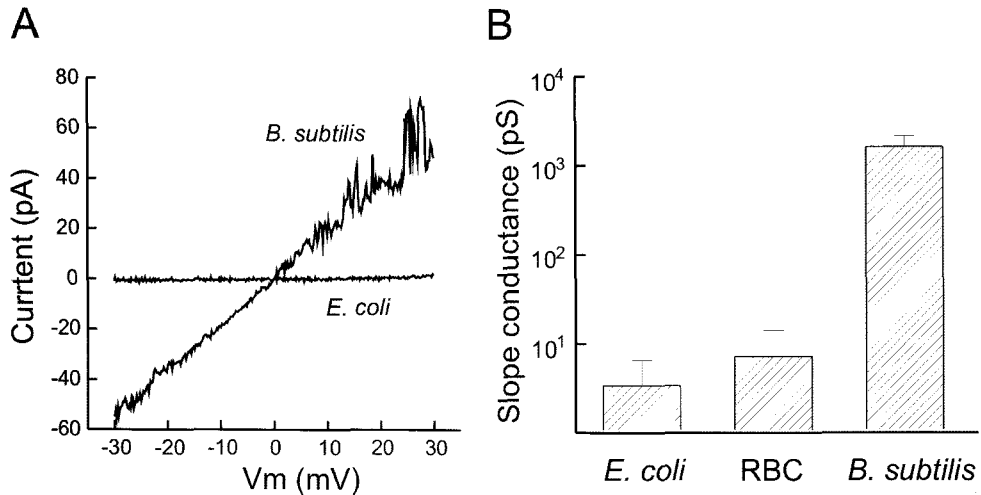 A
Currtent (pA)
80
60
40
20
0
-20
-40
-60
B. subtilis
E. coli
-30
-20
-10
0
10
20
30
Vm (mV)
B
Slope conductance (pS)
10⁴
10³
10²
10¹
E. coli
RBC
B. subtilis